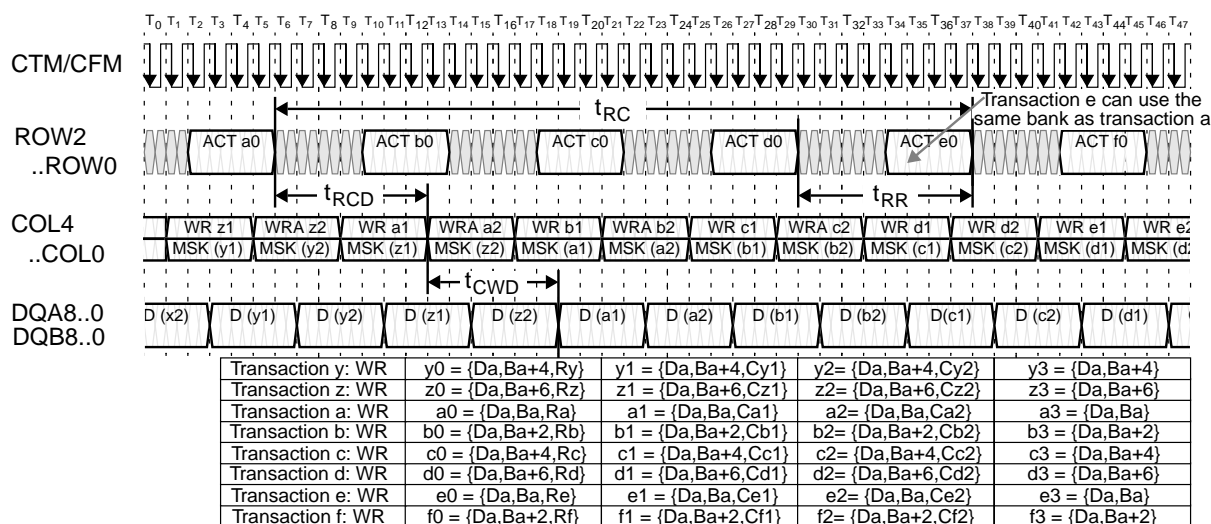 T0 T1 T2 T3 T4 T5 T6 T7 T8 T9 T10 T11 T12 T13 T14 T15 T16 T17 T18 T19 T20 T21 T22 T23 T24 T25 T26 T27 T28 T29 T30 T31 T32 T33 T34 T35 T36 T37 T38 T39 T40 T41 T42 T43 T44 T45 T46 T47
CTM/CFM
tRC
Transaction e can use the
same bank as transaction a
ROW2
..ROW0
ACT a0 ACT b0 ACT c0 ACT d0 ACT e0 ACT f0
tRCD tRR
COL4
..COL0
WR z1 WRA z2 WR a1 WRA a2 WR b1 WRA b2 WR c1 WRA c2 WR d1 WR d2 WR e1 WR e2
MSK (y1) MSK (y2) MSK (z1) MSK (z2) MSK (a1) MSK (a2) MSK (b1) MSK (b2) MSK (c1) MSK (c2) MSK (d1) MSK (d2
tCWD
DQA8..0
DQB8..0
D (x2) D (y1) D (y2) D (z1) D (z2) D (a1) D (a2) D (b1) D (b2) D(c1) D (c2) D (d1)
Transaction y: WR y0 = {Da,Ba+4,Ry} y1 = {Da,Ba+4,Cy1} y2= {Da,Ba+4,Cy2} y3 = {Da,Ba+4}
Transaction z: WR z0 = {Da,Ba+6,Rz} z1 = {Da,Ba+6,Cz1} z2= {Da,Ba+6,Cz2} z3 = {Da,Ba+6}
Transaction a: WR a0 = {Da,Ba,Ra} a1 = {Da,Ba,Ca1} a2= {Da,Ba,Ca2} a3 = {Da,Ba}
Transaction b: WR b0 = {Da,Ba+2,Rb} b1 = {Da,Ba+2,Cb1} b2= {Da,Ba+2,Cb2} b3 = {Da,Ba+2}
Transaction c: WR c0 = {Da,Ba+4,Rc} c1 = {Da,Ba+4,Cc1} c2= {Da,Ba+4,Cc2} c3 = {Da,Ba+4}
Transaction d: WR d0 = {Da,Ba+6,Rd} d1 = {Da,Ba+6,Cd1} d2= {Da,Ba+6,Cd2} d3 = {Da,Ba+6}
Transaction e: WR e0 = {Da,Ba,Re} e1 = {Da,Ba,Ce1} e2= {Da,Ba,Ce2} e3 = {Da,Ba}
Transaction f: WR f0 = {Da,Ba+2,Rf} f1 = {Da,Ba+2,Cf1} f2= {Da,Ba+2,Cf2} f3 = {Da,Ba+2}